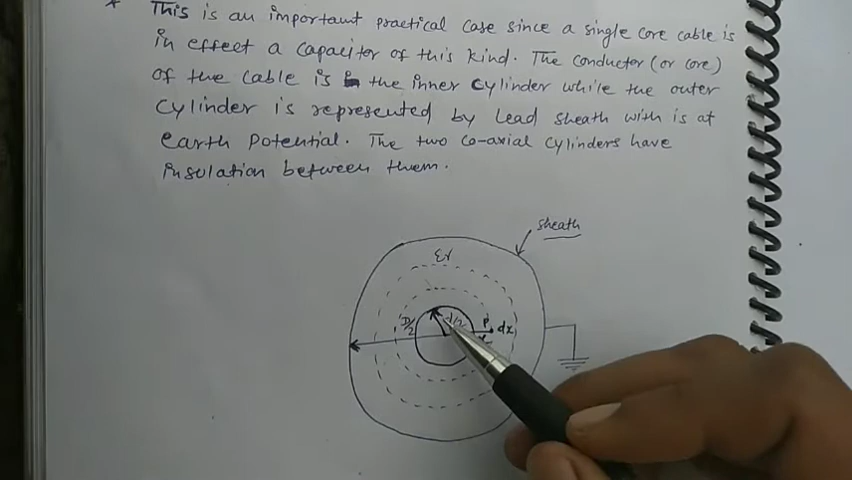 * This is an important practical case since a single core cable is
in effect a capacitor of this kind. The conductor (or core)
of the cable is the inner cylinder while the outer
cylinder is represented by lead sheath with is at
earth potential. The two co-axial cylinders have
insulation between them.
sheath
εr
D/2
d/2
P
dx
x